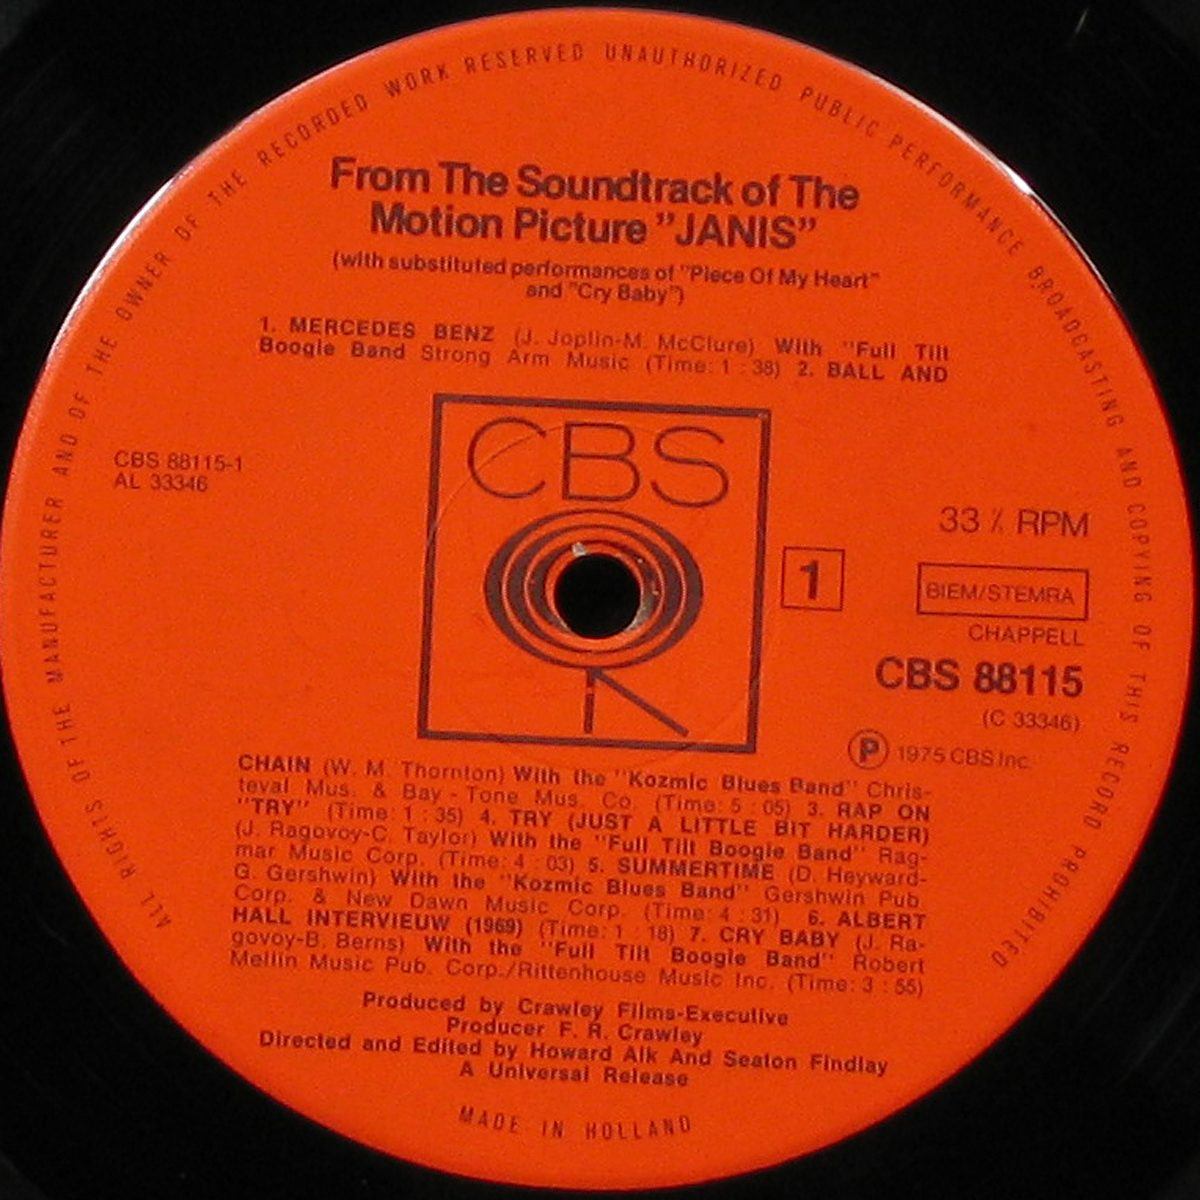 ALL RIGHTS OF THE MANUFACTURER AND OF THE OWNER OF THE RECORDED WORK RESERVED UNAUTHORIZED PUBLIC PERFORMANCE BROADCASTING AND COPYING OF THIS RECORD PROHIBITED
From The Soundtrack of The
Motion Picture "JANIS"
(with substituted performances of "Piece Of My Heart"
and "Cry Baby")
1. MERCEDES BENZ (J. Joplin-M. McClure) With "Full Tilt
Boogie Band Strong Arm Music (Time: 1 : 38) 2. BALL AND
CBS
CBS 88115-1
AL 33346
33 ⅓ RPM
1
BIEM/STEMRA
CHAPPELL
CBS 88115
(C 33346)
Ⓟ 1975 CBS Inc.
CHAIN (W. M. Thornton) With the "Kozmic Blues Band" Chris-
teval Mus. & Bay - Tone Mus. Co. (Time: 5 : 05) 3. RAP ON
"TRY" (Time: 1 : 35) 4. TRY (JUST A LITTLE BIT HARDER)
(J. Ragovoy-C. Taylor) With the "Full Tilt Boogie Band" Rag-
mar Music Corp. (Time: 4 : 03) 5. SUMMERTIME (D. Heyward-
G. Gershwin) With the "Kozmic Blues Band" Gershwin Pub.
Corp. & New Dawn Music Corp. (Time: 4 : 31) 6. ALBERT
HALL INTERVIEUW (1969) (Time: 1 : 18) 7. CRY BABY (J. Ra-
govoy-B. Berns) With the "Full Tilt Boogie Band" Robert
Mellin Music Pub. Corp./Rittenhouse Music Inc. (Time: 3 : 55)
Produced by Crawley Films-Executive
Producer F. R. Crawley
Directed and Edited by Howard Alk And Seaton Findlay
A Universal Release
MADE IN HOLLAND